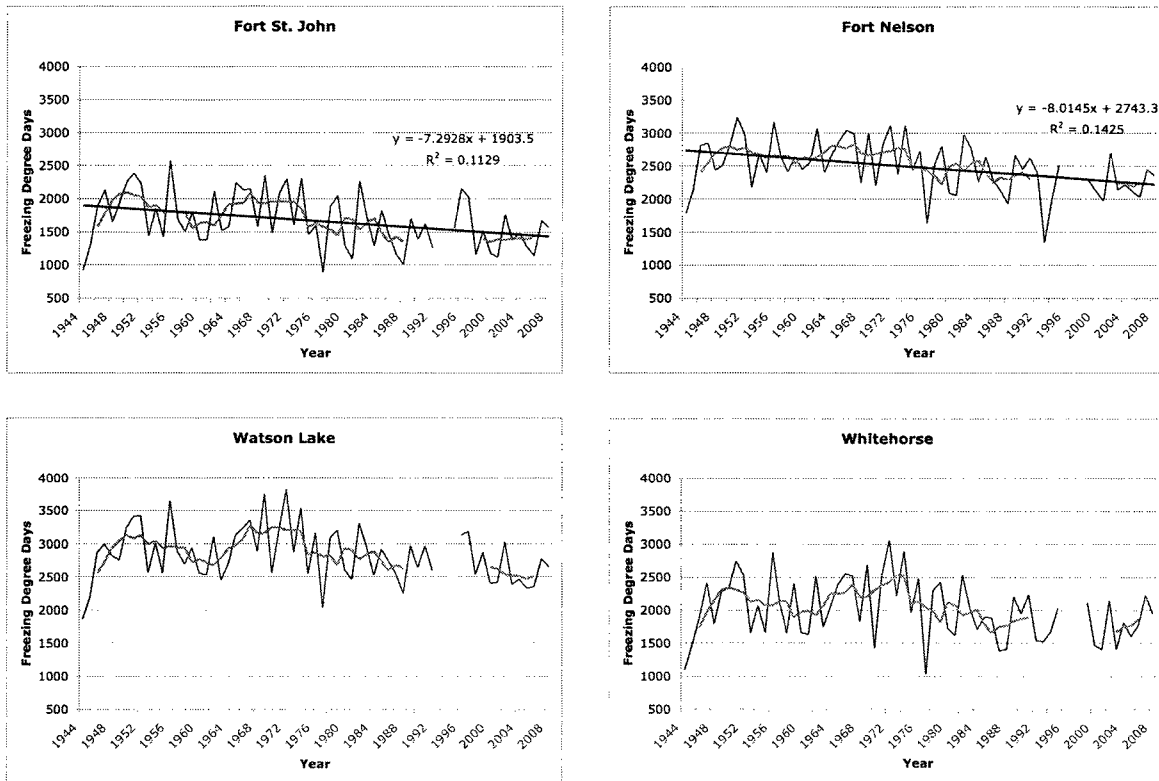 Fort St. John
4000
3500
3000
2500
2000
1500
1000
500
Freezing Degree Days
y = -7.2928x + 1903.5
R² = 0.1129
1944 1948 1952 1956 1960 1964 1968 1972 1976 1980 1984 1988 1992 1996 2000 2004 2008
Year
Fort Nelson
4000
3500
3000
2500
2000
1500
1000
500
Freezing Degree Days
y = -8.0145x + 2743.3
R² = 0.1425
1944 1948 1952 1956 1960 1964 1968 1972 1976 1980 1984 1988 1992 1996 2000 2004 2008
Year
Watson Lake
4000
3500
3000
2500
2000
1500
1000
500
Freezing Degree Days
1944 1948 1952 1956 1960 1964 1968 1972 1976 1980 1984 1988 1992 1996 2000 2004 2008
Year
Whitehorse
4000
3500
3000
2500
2000
1500
1000
500
Freezing Degree Days
1944 1948 1952 1956 1960 1964 1968 1972 1976 1980 1984 1988 1992 1996 2000 2004 2008
Year